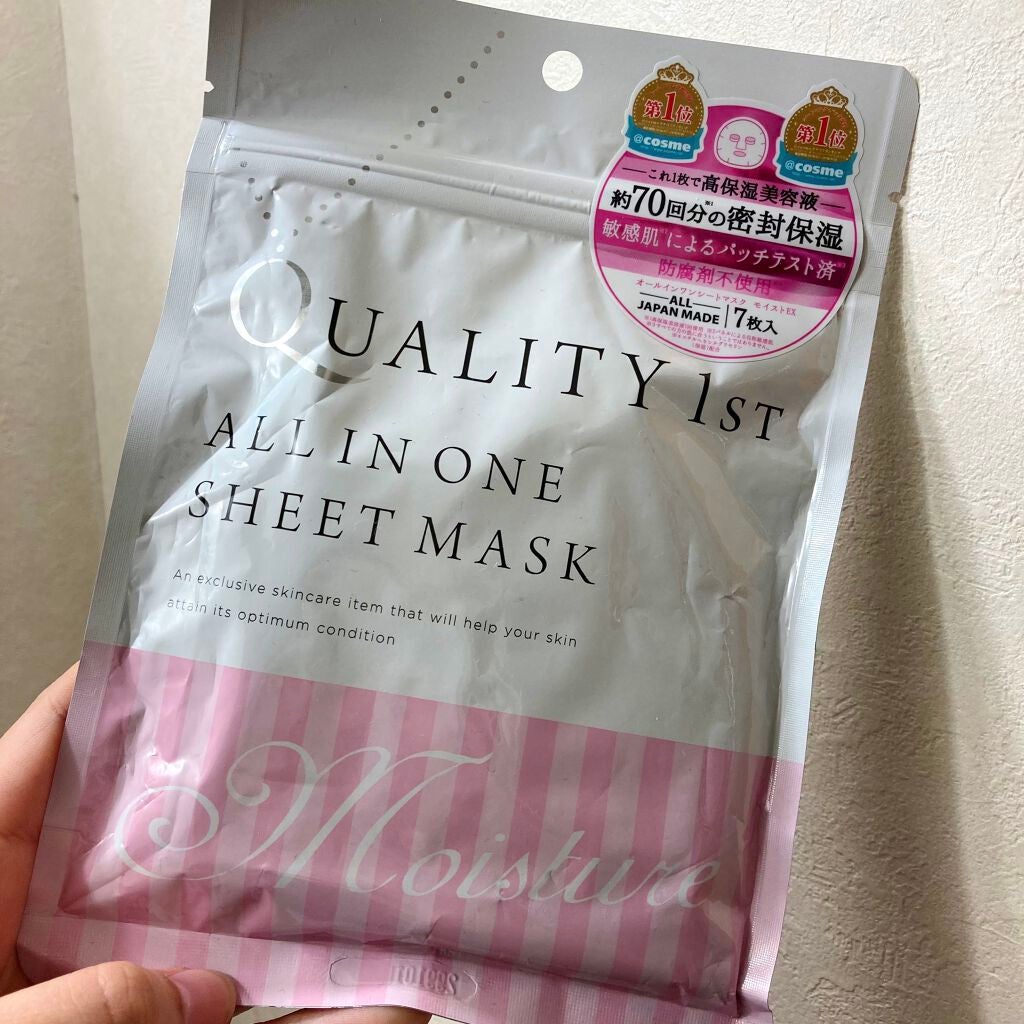 第1位
@cosme
第1位
@cosme
これ1枚で高保湿美容液
約70回分の※1密封保湿
敏感肌※2によるパッチテスト済※3
防腐剤不使用
オールインワンシートマスク モイストEX
ALL
JAPAN MADE
7枚入
QUALITY 1ST
ALL IN ONE
SHEET MASK
An exclusive skincare item that will help your skin
attain its optimum condition
Moisture